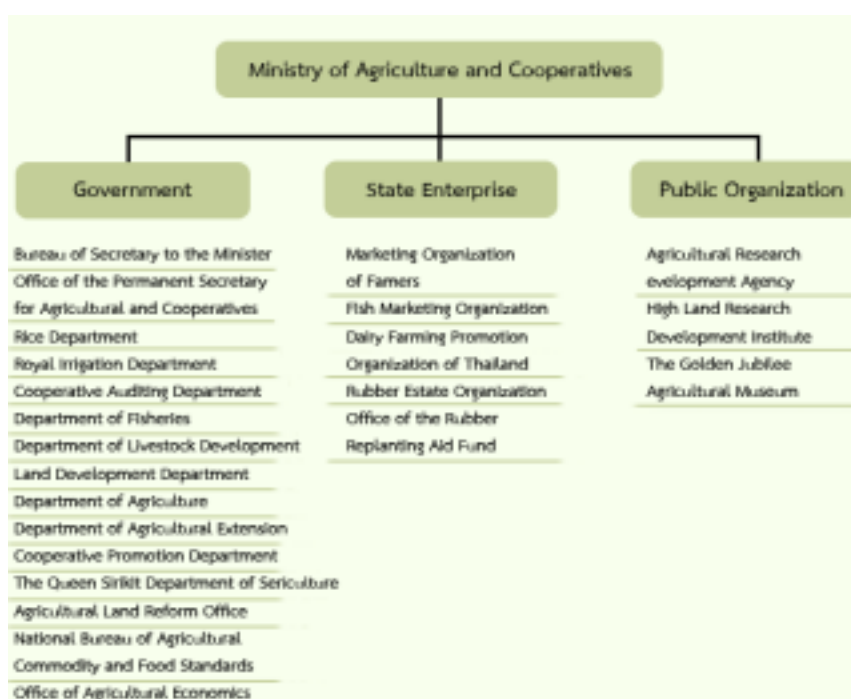 Ministry of Agriculture and Cooperatives
Government
Bureau of Secretary to the Minister
Office of the Permanent Secretary
for Agricultural and Cooperatives
Rice Department
Royal Irrigation Department
Cooperative Auditing Department
Department of Fisheries
Department of Livestock Development
Land Development Department
Department of Agriculture
Department of Agricultural Extension
Cooperative Promotion Department
The Queen Sirikit Department of Sericulture
Agricultural Land Reform Office
National Bureau of Agricultural
Commodity and Food Standards
Office of Agricultural Economics
State Enterprise
Marketing Organization
of Famers
Fish Marketing Organization
Dairy Farming Promotion
Organization of Thailand
Rubber Estate Organization
Office of the Rubber
Replanting Aid Fund
Public Organization
Agricultural Research
evelopment Agency
High Land Research
Development Institute
The Golden Jubilee
Agricultural Museum